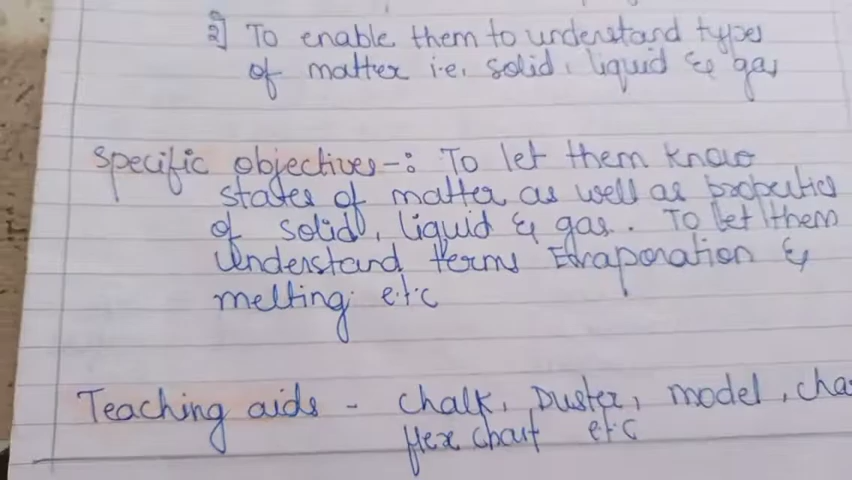 2] To enable them to understand types
of matter i.e. solid, liquid & gas
Specific objectives -: To let them know
states of matter as well as properties
of solid, liquid & gas. To let them
understand terms Evaporation &
melting. e.t.c
Teaching aids - chalk, Duster, model, cha
flex chart etc